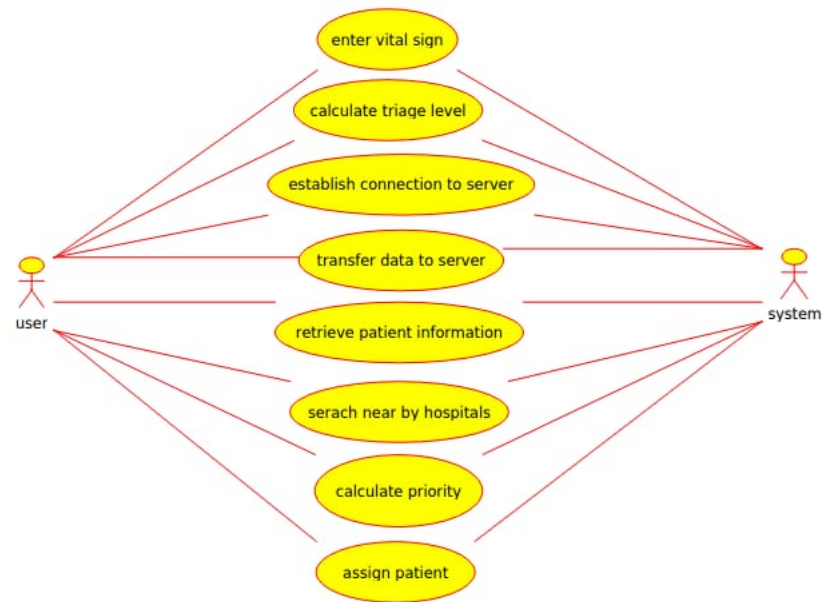 enter vital sign
calculate triage level
establish connection to server
transfer data to server
user
system
retrieve patient information
serach near by hospitals
calculate priority
assign patient